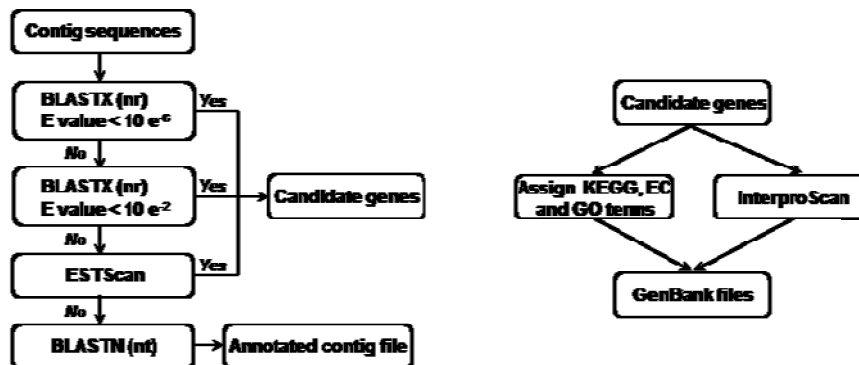 Contig sequences
BLASTX (nr)
E value < 10 e-6
Yes
No
BLASTX (nr)
E value < 10 e-2
Yes
Candidate genes
No
ESTScan
Yes
No
BLASTN (nt)
Annotated contig file
Candidate genes
Assign KEGG, EC
and GO terms
InterproScan
GenBank files